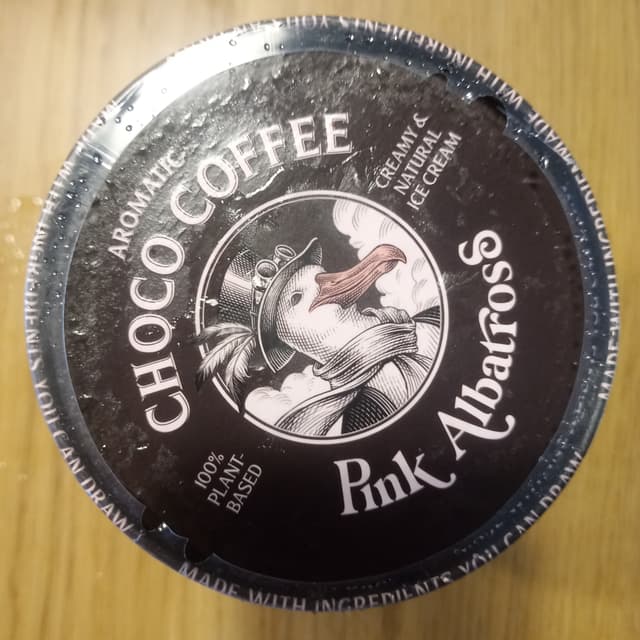 AROMATIC
CHOCO COFFEE
CREAMY &
NATURAL
ICE CREAM
Pink Albatross
100%
PLANT-
BASED
MADE WITH INGREDIENTS YOU CAN DRAW